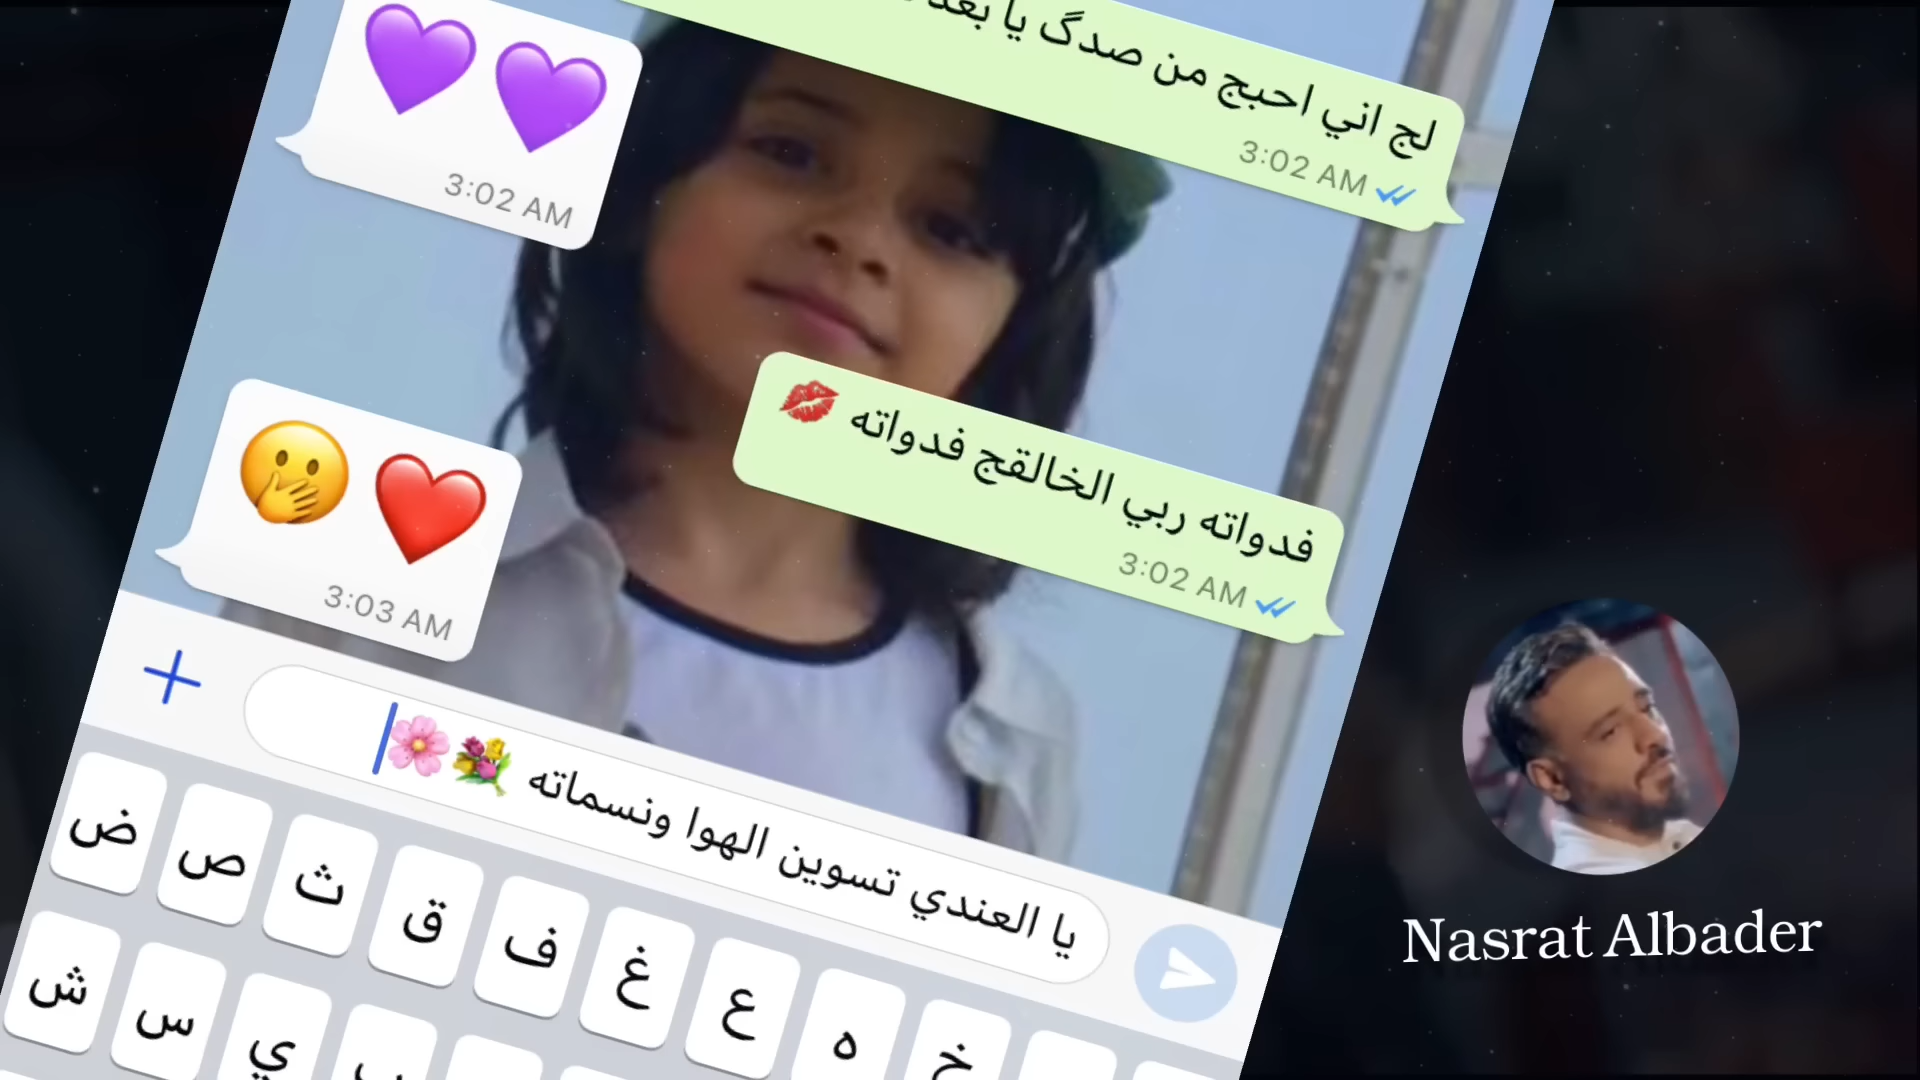 لج اني احبج من صدگ يا بعد
3:02 AM
3:02 AM
فدواته ربي الخالقج فدواته 💋
3:02 AM
❤️🤭
3:03 AM
يا العندي تسوين الهوا ونسماته 💐🌸
ض ص ث ق ف غ ع ه خ
ش س ي
Nasrat Albader